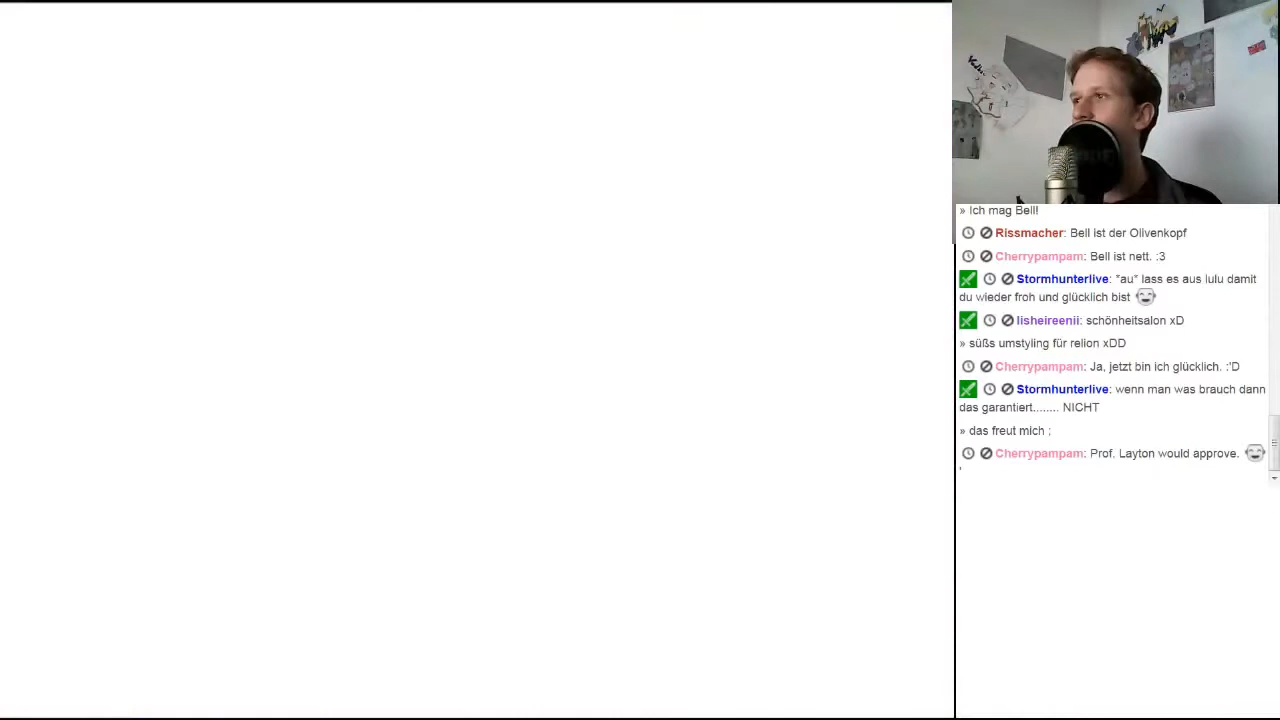 » Ich mag Bell!
Rissmacher: Bell ist der Olivenkopf
Cherrypampam: Bell ist nett. :3
Stormhunterlive: *au* lass es aus lulu damit
du wieder froh und glücklich bist
lisheireenii: schönheitsalon xD
» süßs umstyling für relion xDD
Cherrypampam: Ja, jetzt bin ich glücklich. :'D
Stormhunterlive: wenn man was brauch dann
das garantiert........ NICHT
» das freut mich ;
Cherrypampam: Prof. Layton would approve.
'